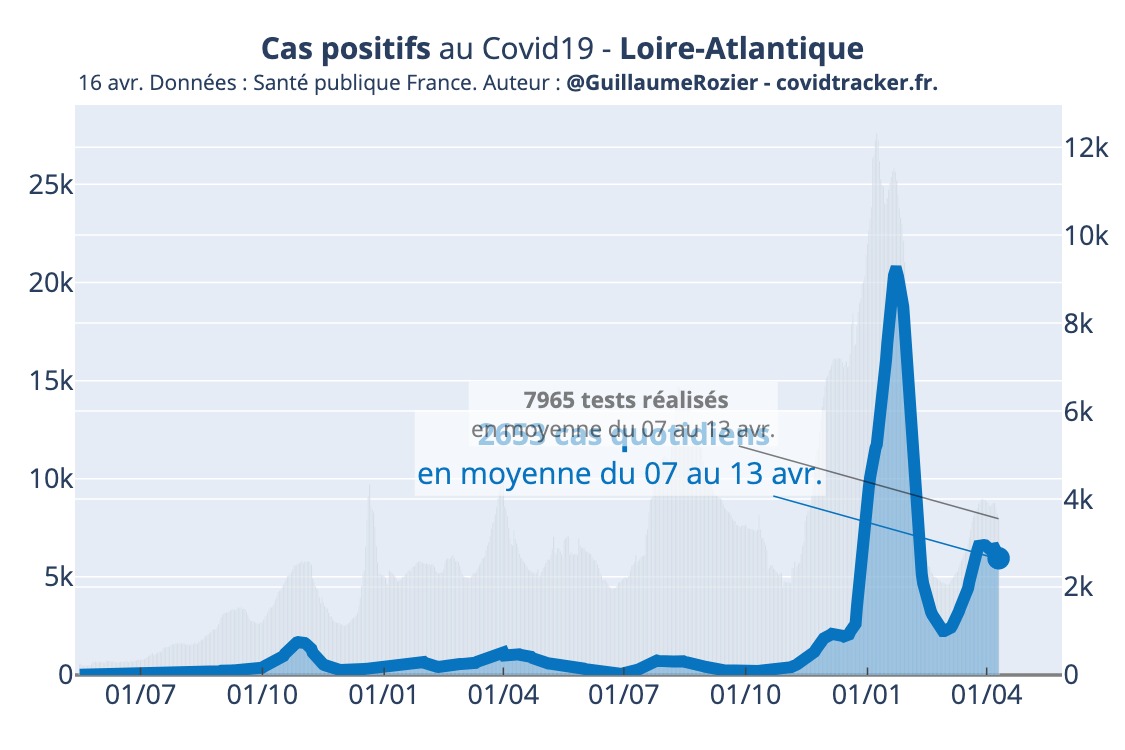 Cas positifs au Covid19 - Loire-Atlantique
16 avr. Données : Santé publique France. Auteur : @GuillaumeRozier - covidtracker.fr.
12k
25k
10k
20k
8k
15k
7965 tests réalisés
6k
en moyenne du 07 au 13 avr.
2653 cas quotidiens
en moyenne du 07 au 13 avr.
10k
4k
5k
2k
0
0
01/07 01/10 01/01 01/04 01/07 01/10 01/01 01/04